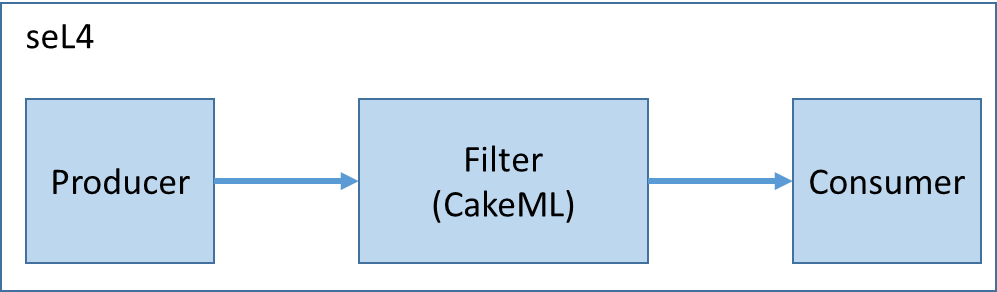 seL4
Producer
Filter
(CakeML)
Consumer